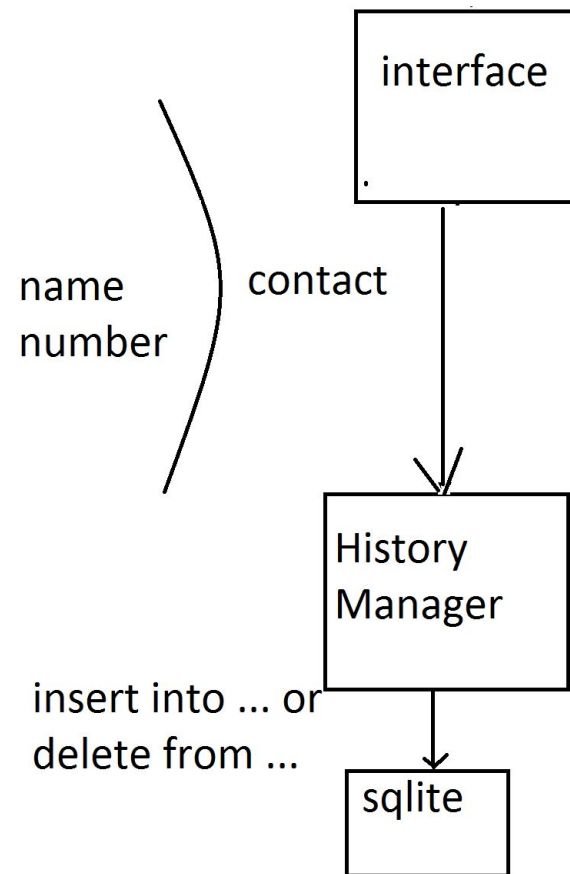 interface
contact
name
number
History
Manager
insert into ... or
delete from ...
sqlite